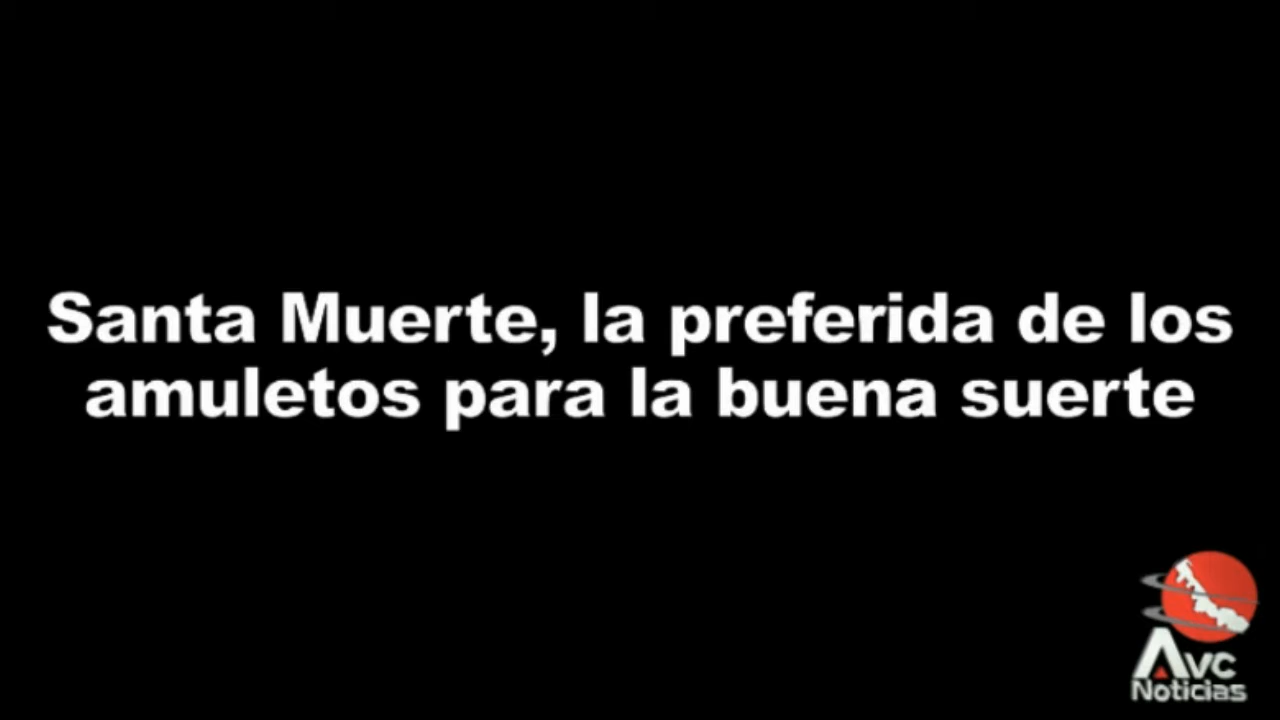 Santa Muerte, la preferida de los
amuletos para la buena suerte
Avc
Noticias